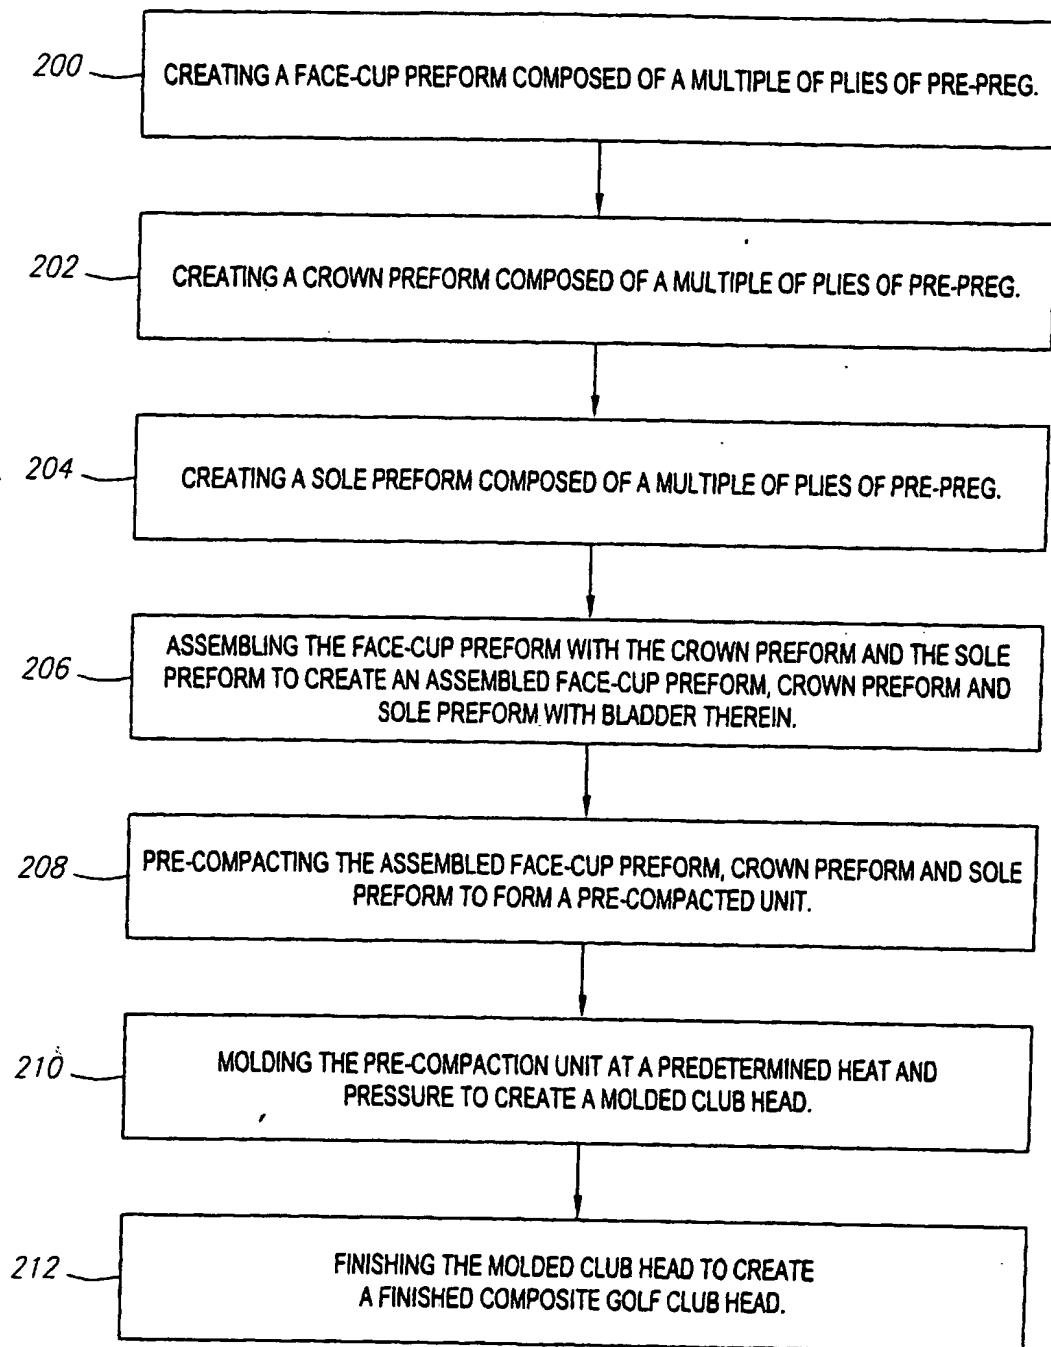 200
CREATING A FACE-CUP PREFORM COMPOSED OF A MULTIPLE OF PLIES OF PRE-PREG.
202
CREATING A CROWN PREFORM COMPOSED OF A MULTIPLE OF PLIES OF PRE-PREG.
204
CREATING A SOLE PREFORM COMPOSED OF A MULTIPLE OF PLIES OF PRE-PREG.
206
ASSEMBLING THE FACE-CUP PREFORM WITH THE CROWN PREFORM AND THE SOLE
PREFORM TO CREATE AN ASSEMBLED FACE-CUP PREFORM, CROWN PREFORM AND
SOLE PREFORM WITH BLADDER THEREIN.
208
PRE-COMPACTING THE ASSEMBLED FACE-CUP PREFORM, CROWN PREFORM AND SOLE
PREFORM TO FORM A PRE-COMPACTED UNIT.
210
MOLDING THE PRE-COMPACTION UNIT AT A PREDETERMINED HEAT AND
PRESSURE TO CREATE A MOLDED CLUB HEAD.
212
FINISHING THE MOLDED CLUB HEAD TO CREATE
A FINISHED COMPOSITE GOLF CLUB HEAD.